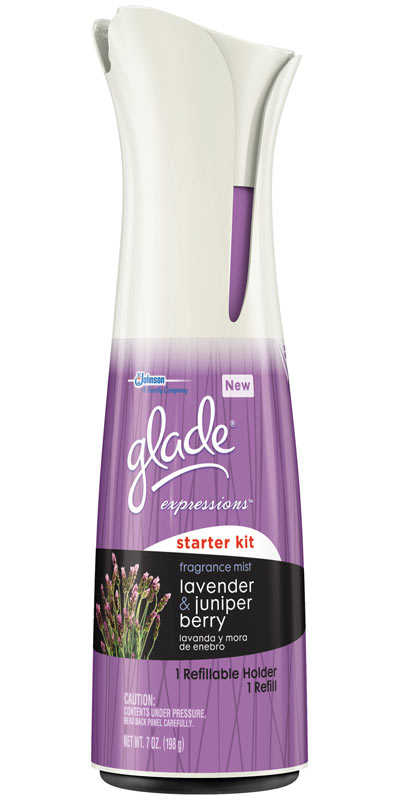 SC Johnson
A Family Company
New
glade®
expressions™
starter kit
fragrance mist
lavender
& juniper
berry
lavanda y mora
de enebro
1 Refillable Holder
1 Refill
CAUTION:
CONTENTS UNDER PRESSURE.
READ BACK PANEL CAREFULLY.
NET WT. 7 OZ. (198 g)